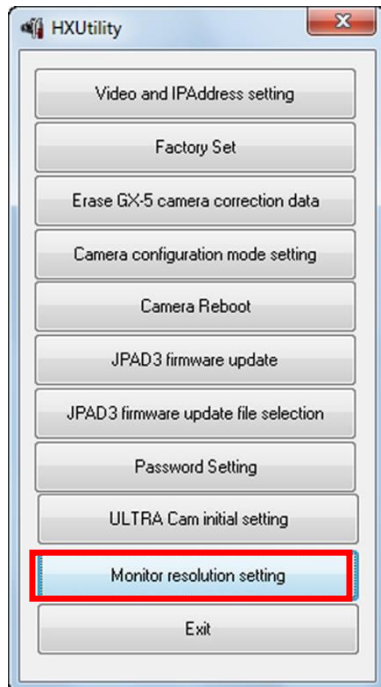 HXUtility
Video and IPAddress setting
Factory Set
Erase GX-5 camera correction data
Camera configuration mode setting
Camera Reboot
JPAD3 firmware update
JPAD3 firmware update file selection
Password Setting
ULTRA Cam initial setting
Monitor resolution setting
Exit